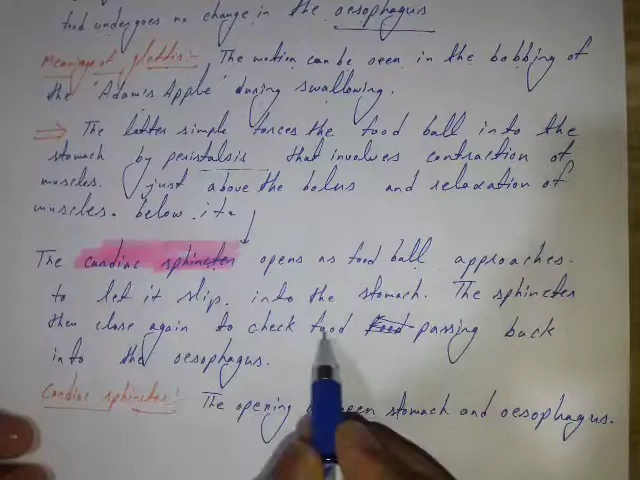 food undergoes no change in the oesophagus
Meaning of glottis:- The motion can be seen in the bobbing of
the 'Adam's Apple' during swallowing.
⇒ The latter simple forces the food ball into the
stomach by peristalsis that involves contraction of
muscles. just above the bolus and relaxation of
muscles. below. it.
The cardiac sphincter opens as food ball approaches.
to let it slip. into the stomach. The sphincter
then close again to check food passing back
into the oesophagus.
Cardiac sphincter: The opening stomach and oesophagus.